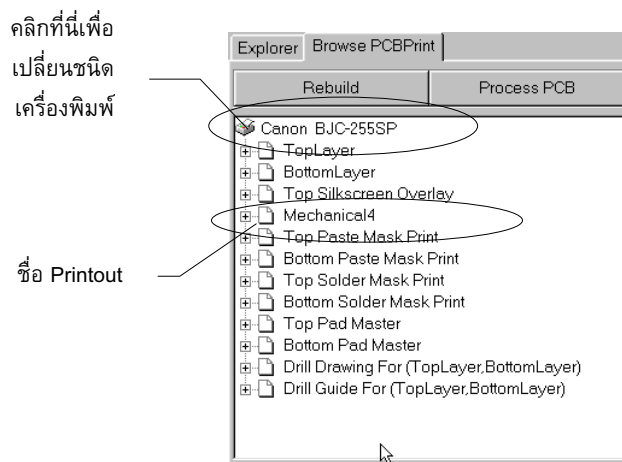 คลิกที่นี่เพื่อ
เปลี่ยนชนิด
เครื่องพิมพ์
Explorer Browse PCBPrint
Rebuild Process PCB
Canon BJC-255SP
TopLayer
BottomLayer
Top Silkscreen Overlay
Mechanical4
Top Paste Mask Print
Bottom Paste Mask Print
ชื่อ Printout
Top Solder Mask Print
Bottom Solder Mask Print
Top Pad Master
Bottom Pad Master
Drill Drawing For (TopLayer,BottomLayer)
Drill Guide For (TopLayer,BottomLayer)